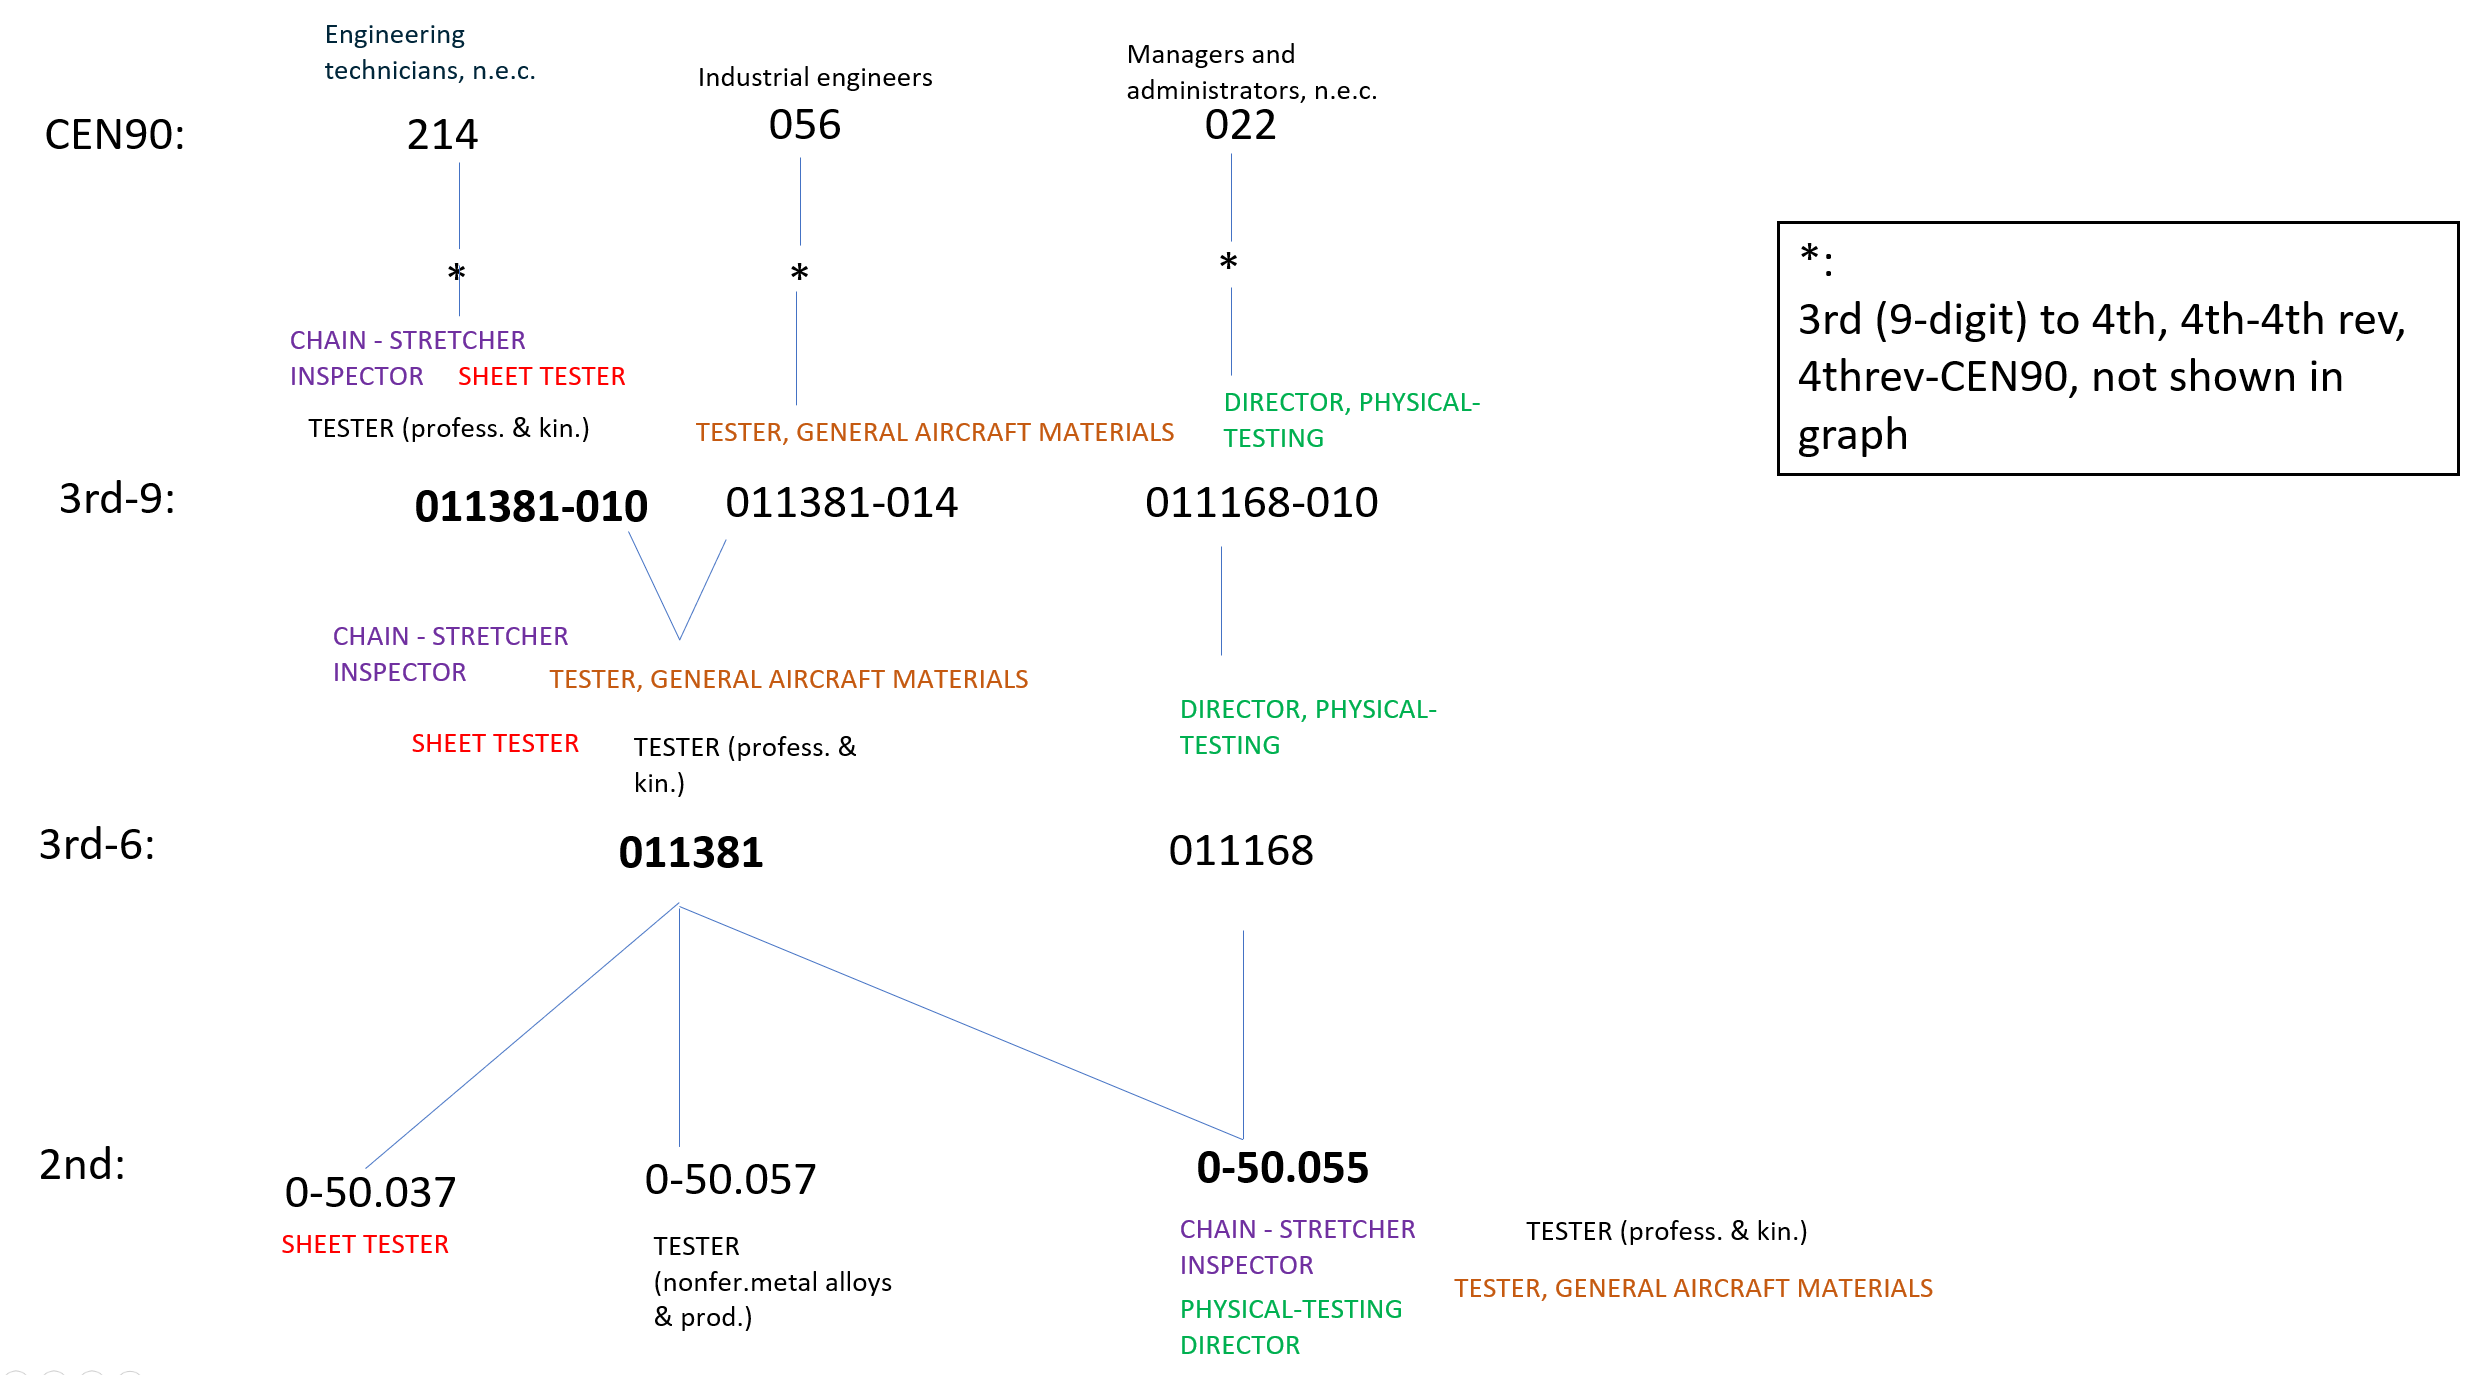 Engineering
technicians, n.e.c.
Industrial engineers
Managers and
administrators, n.e.c.
CEN90:
214
056
022
*
*
*
*:
3rd (9-digit) to 4th, 4th-4th rev,
4threv-CEN90, not shown in
graph
CHAIN - STRETCHER
INSPECTOR
SHEET TESTER
TESTER (profess. & kin.)
TESTER, GENERAL AIRCRAFT MATERIALS
DIRECTOR, PHYSICAL-
TESTING
3rd-9:
011381-010
011381-014
011168-010
CHAIN - STRETCHER
INSPECTOR
TESTER, GENERAL AIRCRAFT MATERIALS
SHEET TESTER
TESTER (profess. &
kin.)
DIRECTOR, PHYSICAL-
TESTING
3rd-6:
011381
011168
2nd:
0-50.037
SHEET TESTER
0-50.057
TESTER
(nonfer.metal alloys
& prod.)
0-50.055
CHAIN - STRETCHER
INSPECTOR
TESTER (profess. & kin.)
TESTER, GENERAL AIRCRAFT MATERIALS
PHYSICAL-TESTING
DIRECTOR